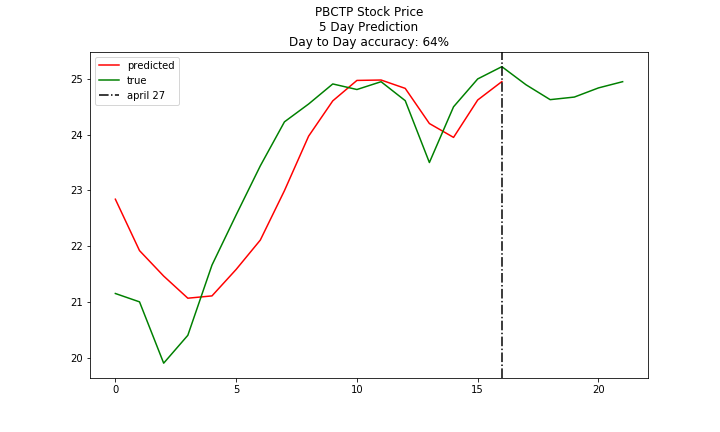 PBCTP Stock Price
5 Day Prediction
Day to Day accuracy: 64%
predicted
true
april 27
25
24
23
22
21
20
0 5 10 15 20